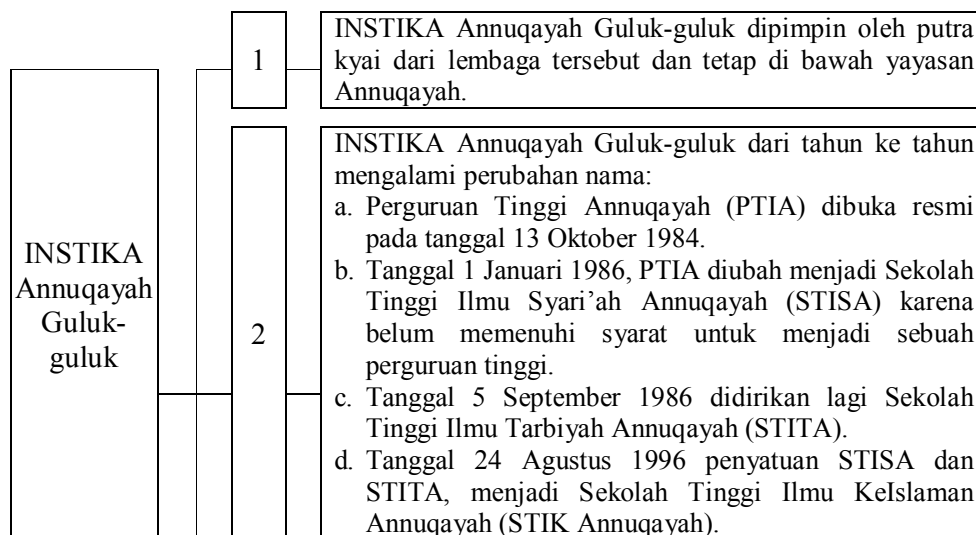 1
INSTIKA Annuqayah Guluk-guluk dipimpin oleh putra
kyai dari lembaga tersebut dan tetap di bawah yayasan
Annuqayah.
INSTIKA
Annuqayah
Guluk-
guluk
2
INSTIKA Annuqayah Guluk-guluk dari tahun ke tahun
mengalami perubahan nama:
a. Perguruan Tinggi Annuqayah (PTIA) dibuka resmi
pada tanggal 13 Oktober 1984.
b. Tanggal 1 Januari 1986, PTIA diubah menjadi Sekolah
Tinggi Ilmu Syari’ah Annuqayah (STISA) karena
belum memenuhi syarat untuk menjadi sebuah
perguruan tinggi.
c. Tanggal 5 September 1986 didirikan lagi Sekolah
Tinggi Ilmu Tarbiyah Annuqayah (STITA).
d. Tanggal 24 Agustus 1996 penyatuan STISA dan
STITA, menjadi Sekolah Tinggi Ilmu KeIslaman
Annuqayah (STIK Annuqayah).